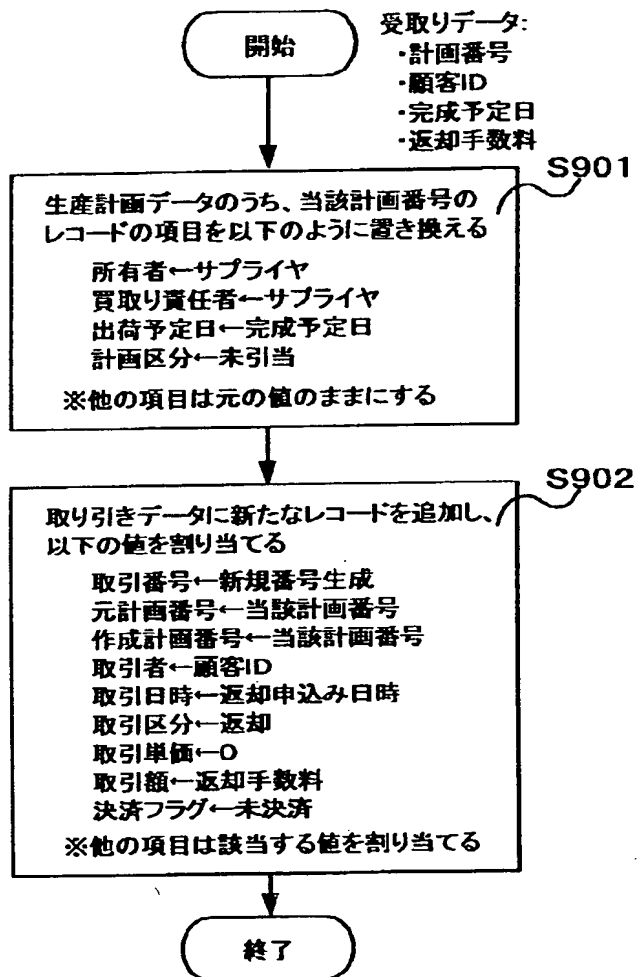 開始
受取りデータ:
・計画番号
・顧客ID
・完成予定日
・返却手数料
S901
生産計画データのうち、当該計画番号の
レコードの項目を以下のように置き換える
所有者←サプライヤ
買取り責任者←サプライヤ
出荷予定日←完成予定日
計画区分←未引当
※他の項目は元の値のままにする
S902
取り引きデータに新たなレコードを追加し、
以下の値を割り当てる
取引番号←新規番号生成
元計画番号←当該計画番号
作成計画番号←当該計画番号
取引者←顧客ID
取引日時←返却申込み日時
取引区分←返却
取引単価←0
取引額←返却手数料
決済フラグ←未決済
※他の項目は該当する値を割り当てる
終了